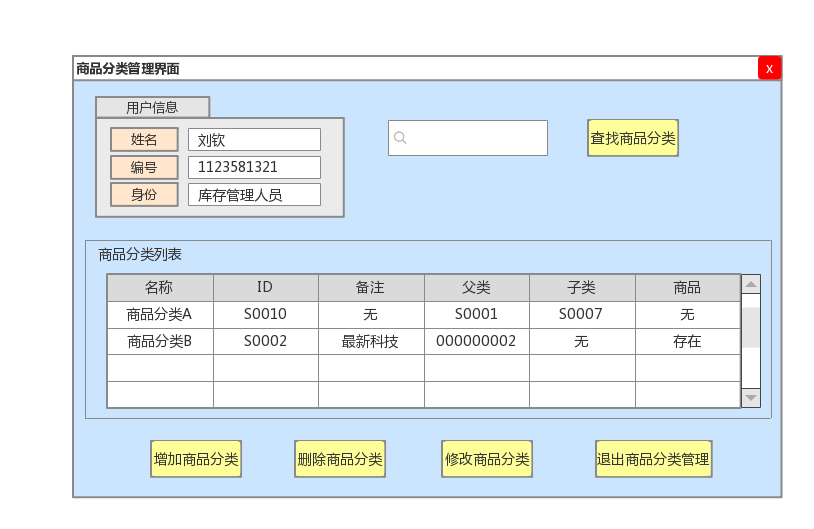 商品分类管理界面 x
用户信息
姓名 刘钦
编号 1123581321
身份 库存管理人员
查找商品分类
商品分类列表
名称 ID 备注 父类 子类 商品
商品分类A S0010 无 S0001 S0007 无
商品分类B S0002 最新科技 000000002 无 存在
增加商品分类 删除商品分类 修改商品分类 退出商品分类管理